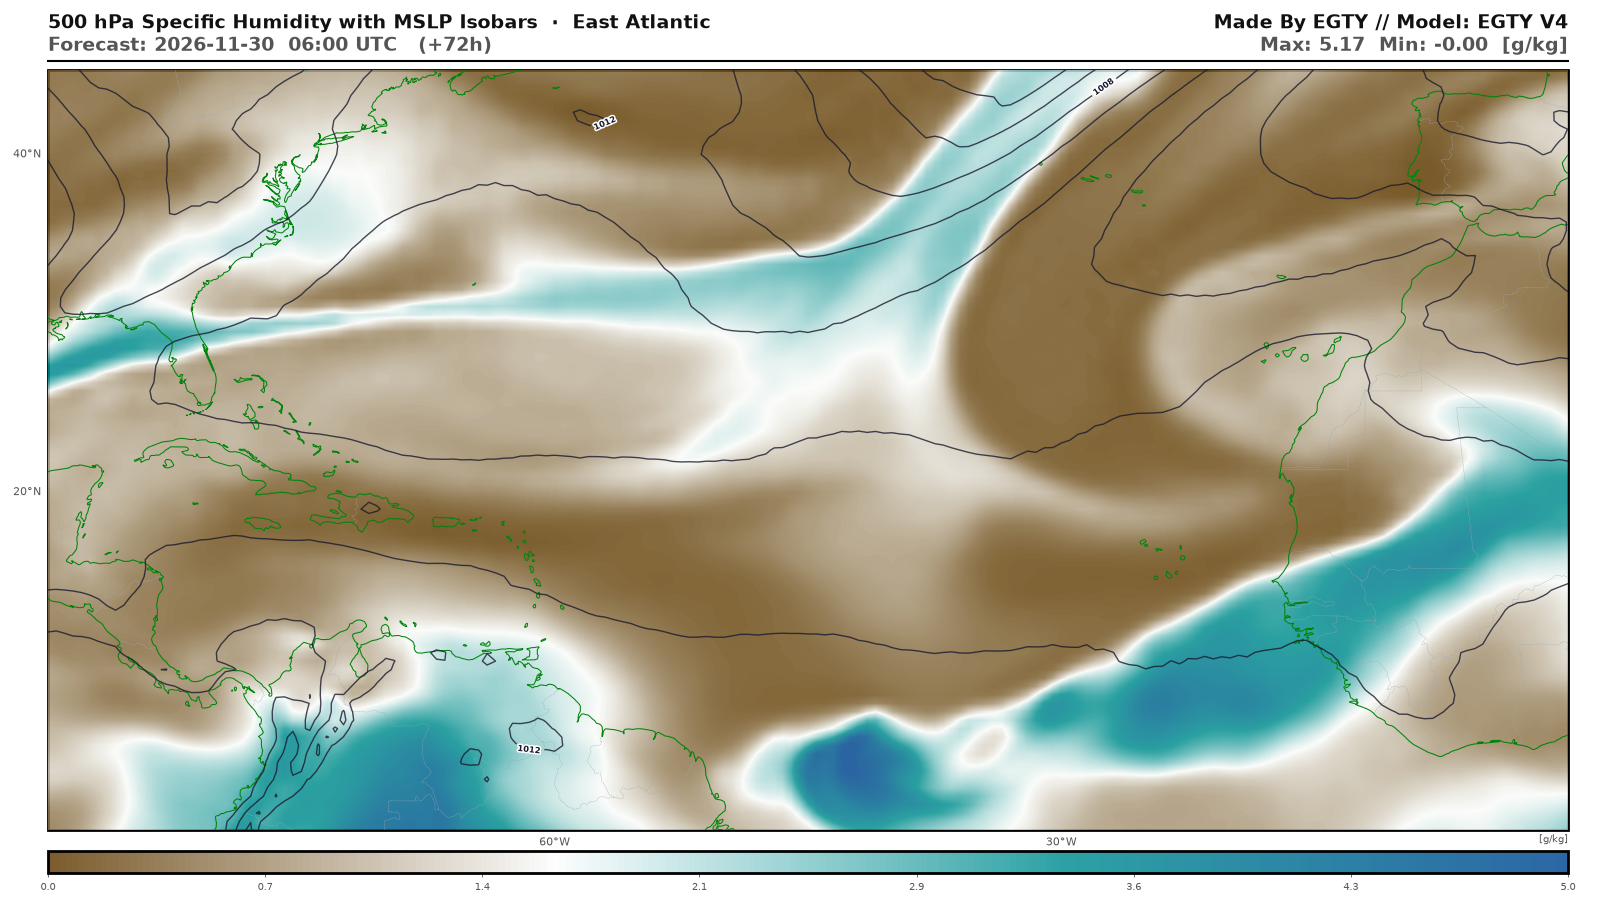 500 hPa Specific Humidity with MSLP Isobars · East Atlantic
Made By EGTY // Model: EGTY V4
Forecast: 2026-11-30 06:00 UTC (+72h)
Max: 5.17 Min: -0.00 [g/kg]
1008
1012
40°N
20°N
1012
60°W
30°W
[g/kg]
0.0
0.7
1.4
2.1
2.9
3.6
4.3
5.0